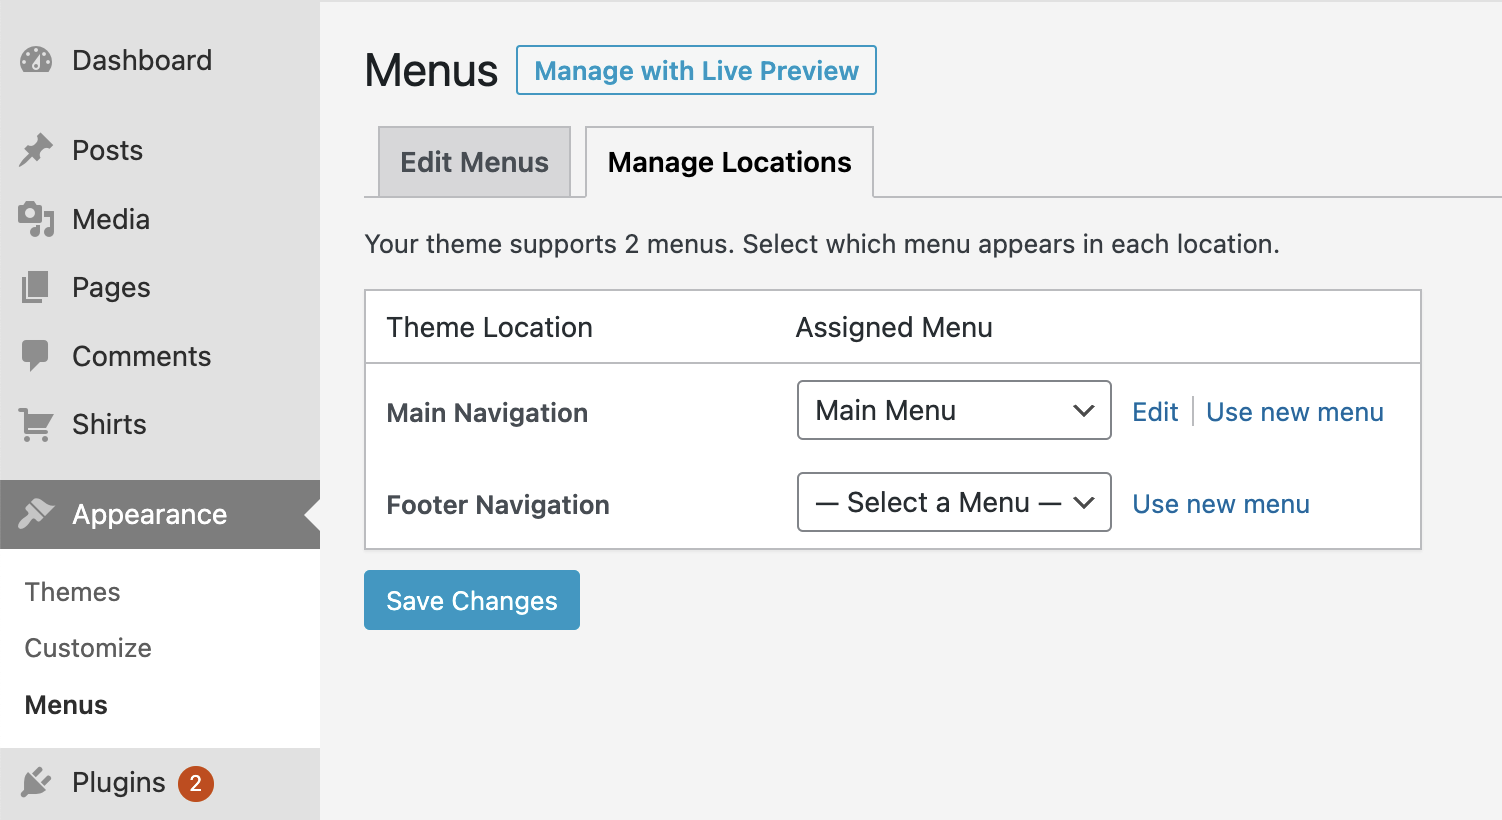 Dashboard
Posts
Media
Pages
Comments
Shirts
Appearance
Themes
Customize
Menus
Plugins 2
Menus Manage with Live Preview
Edit Menus Manage Locations
Your theme supports 2 menus. Select which menu appears in each location.
Theme Location Assigned Menu
Main Navigation Main Menu Edit Use new menu
Footer Navigation — Select a Menu — Use new menu
Save Changes